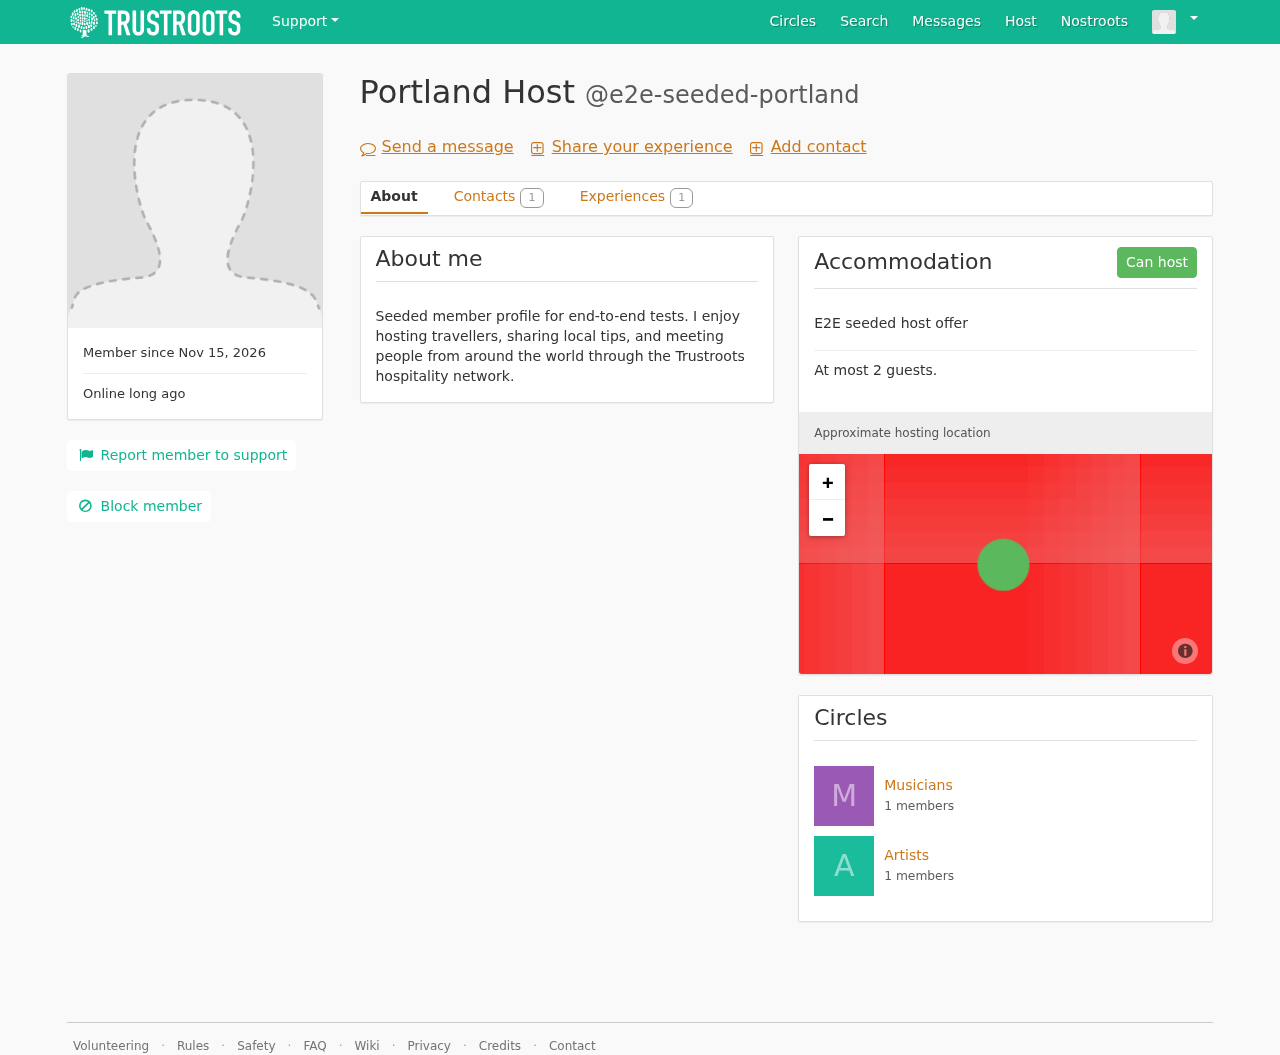 TRUSTROOTS Support Circles Search Messages Host Nostroots
Portland Host @e2e-seeded-portland
Send a message Share your experience Add contact
About Contacts 1 Experiences 1
Member since Nov 15, 2026
Online long ago
Report member to support
Block member
About me
Seeded member profile for end-to-end tests. I enjoy
hosting travellers, sharing local tips, and meeting
people from around the world through the Trustroots
hospitality network.
Accommodation Can host
E2E seeded host offer
At most 2 guests.
Approximate hosting location
+
−
Circles
M
Musicians
1 members
A
Artists
1 members
Volunteering · Rules · Safety · FAQ · Wiki · Privacy · Credits · Contact